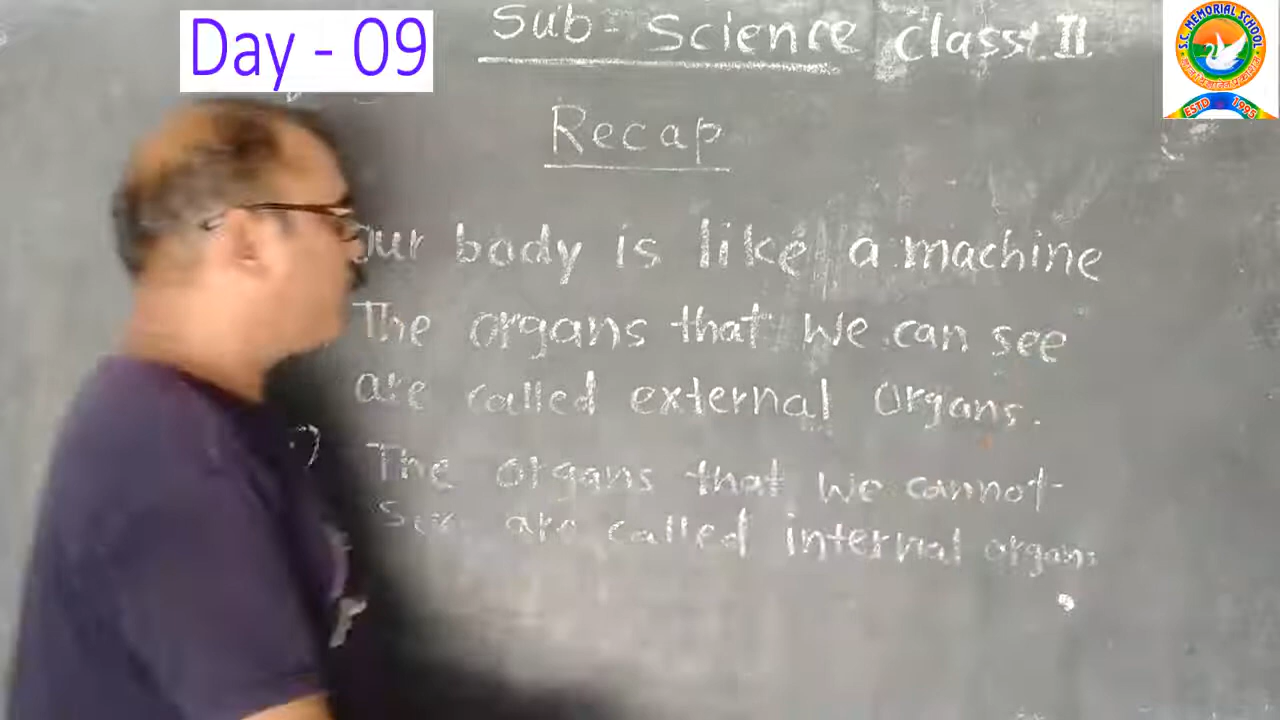 Day - 09
Sub- Science Class II
S.C. MEMORIAL SCHOOL
ESTD 1995
Recap
our body is like a machine
The organs that we can see
are called external organs.
The organs that we cannot
see are called internal organs